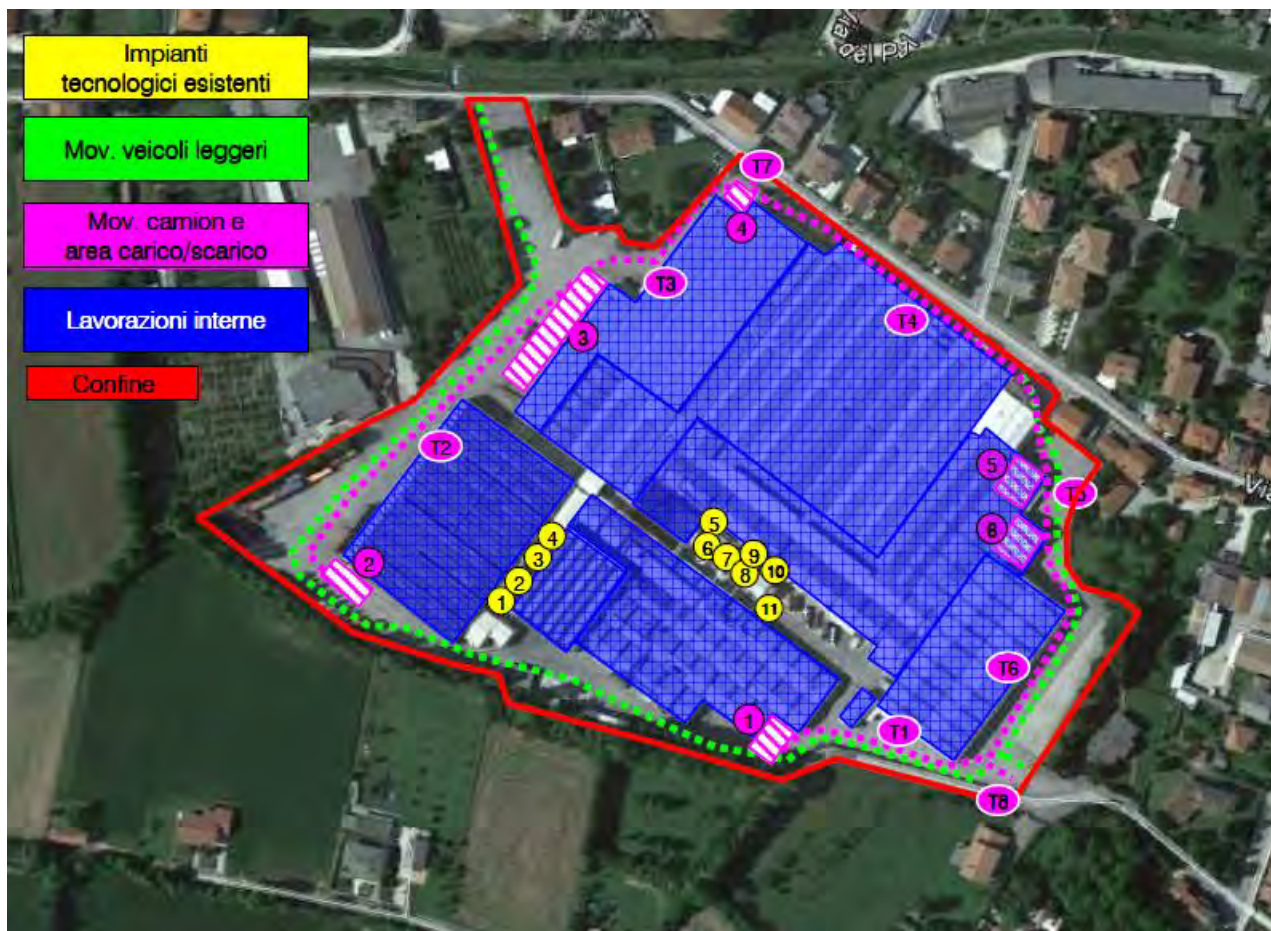 Impianti
tecnologici esistenti
Mov. veicoli leggeri
Mov. camion e
area carico/scarico
Lavorazioni interne
Confine
del P.
Via
T7
4
T3
T4
3
T2
5
T5
6
2
5
6
7
8
9
10
11
4
3
2
1
T6
1
T1
T8